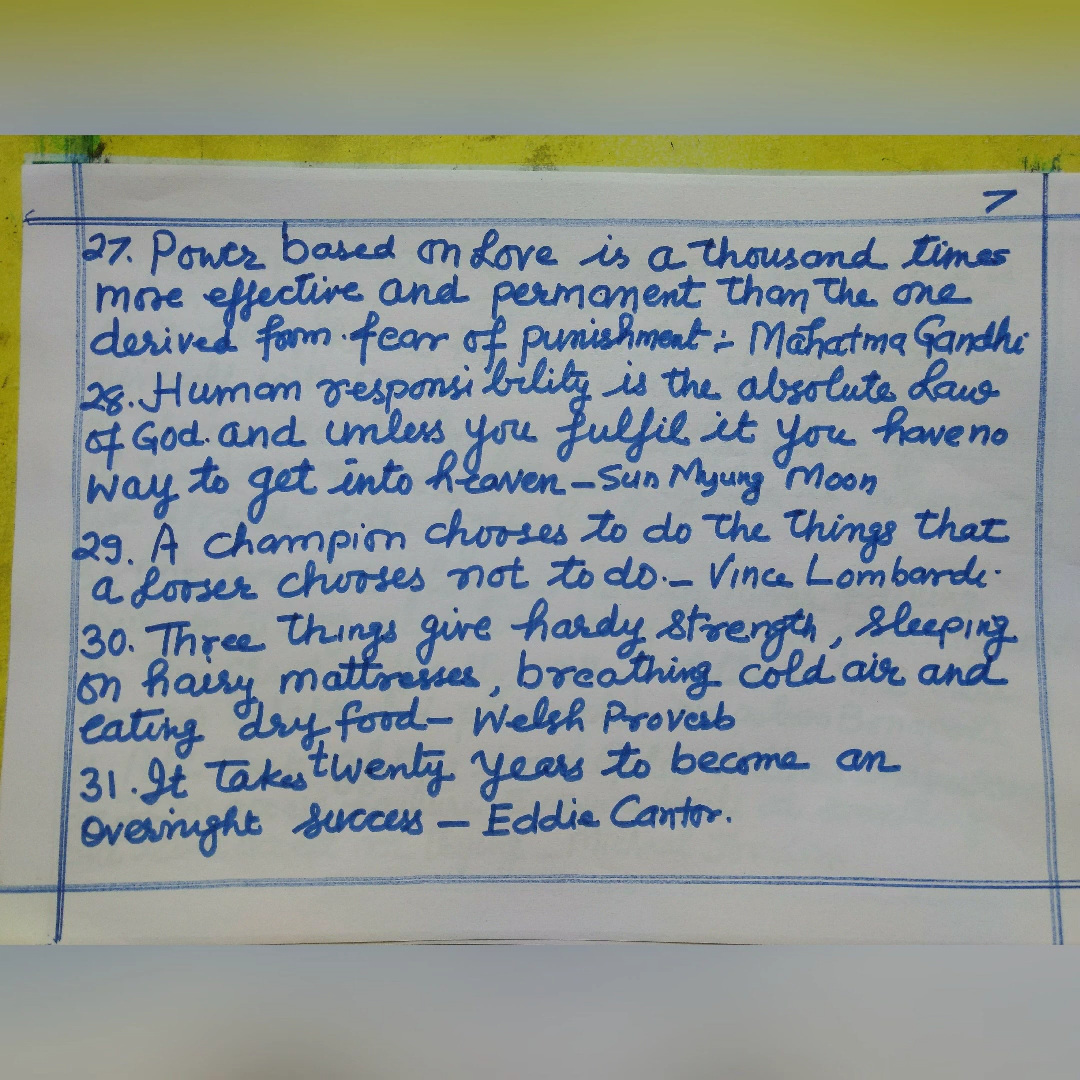 7
27. Power based on Love is a thousand times
more effective and permanent than the one
derived form fear of punishment :- Mahatma Gandhi
28. Human responsibility is the absolute Law
of God. and unless you fulfil it you have no
way to get into heaven - Sun Myung Moon
29. A champion chooses to do the things that
a Looser chooses not to do. - Vince Lombardi.
30. Three things give hardy strength, sleeping
on hairy mattresses, breathing cold air and
eating dry food - Welsh Proverb
31. It takes twenty years to become an
overnight success - Eddie Cantor.